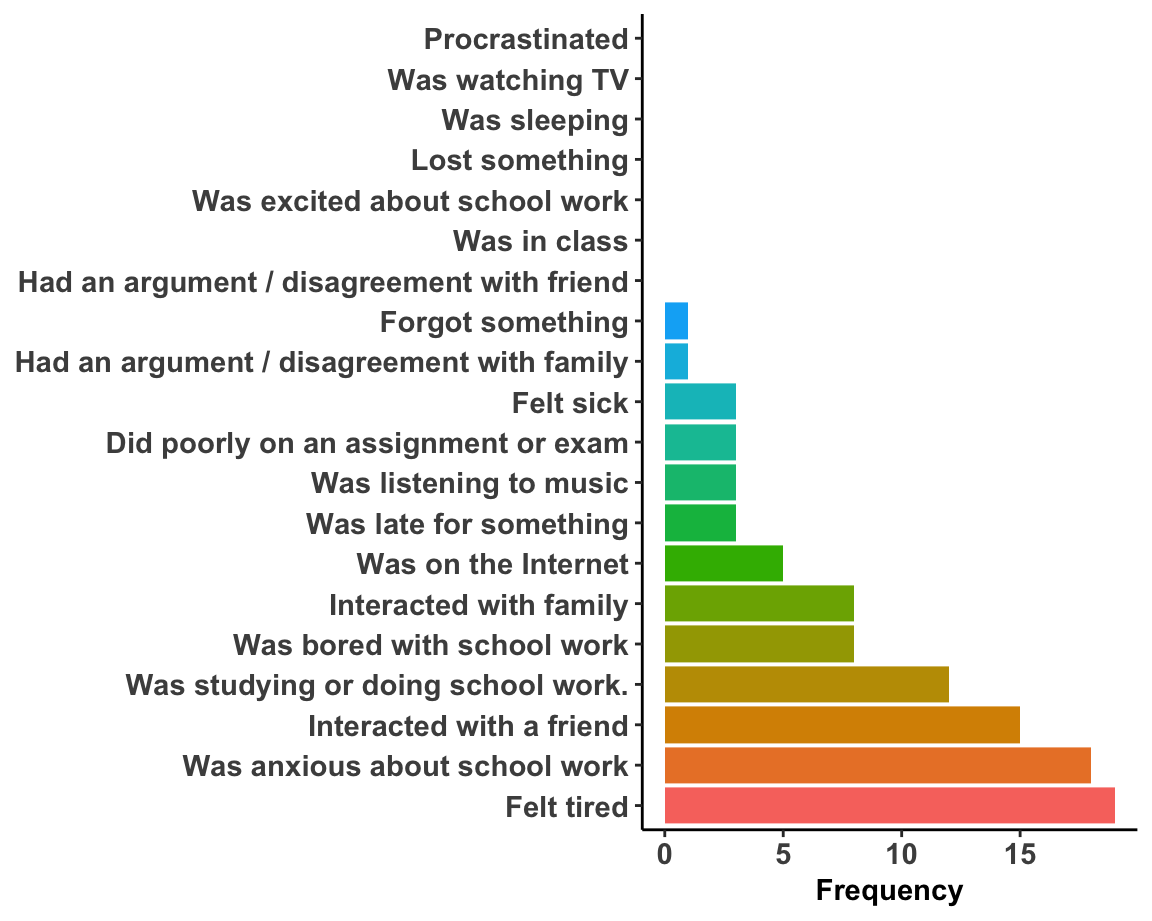 Procrastinated
Was watching TV
Was sleeping
Lost something
Was excited about school work
Was in class
Had an argument / disagreement with friend
Forgot something
Had an argument / disagreement with family
Felt sick
Did poorly on an assignment or exam
Was listening to music
Was late for something
Was on the Internet
Interacted with family
Was bored with school work
Was studying or doing school work.
Interacted with a friend
Was anxious about school work
Felt tired
0 5 10 15
Frequency